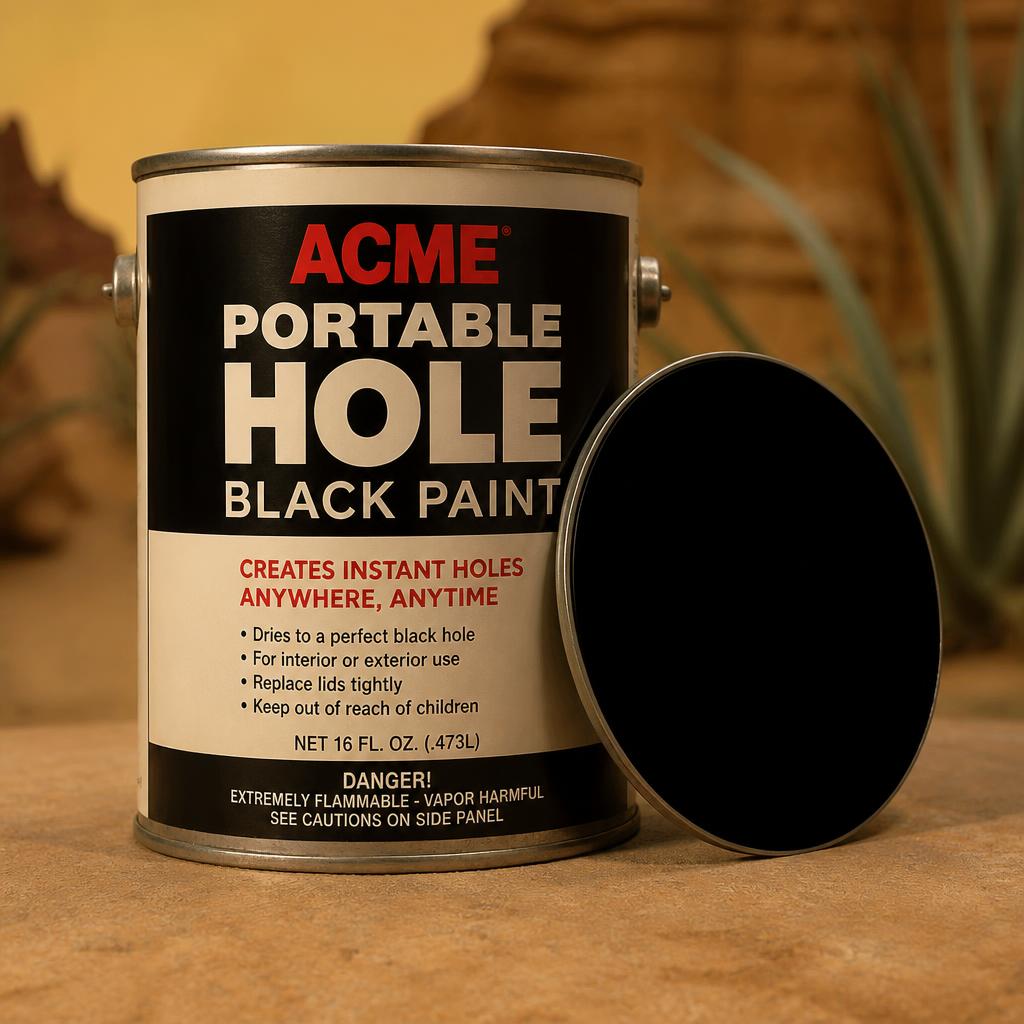 ACME®
PORTABLE
HOLE
BLACK PAINT
CREATES INSTANT HOLES
ANYWHERE, ANYTIME
• Dries to a perfect black hole
• For interior or exterior use
• Replace lids tightly
• Keep out of reach of children
NET 16 FL. OZ. (.473L)
DANGER!
EXTREMELY FLAMMABLE - VAPOR HARMFUL
SEE CAUTIONS ON SIDE PANEL